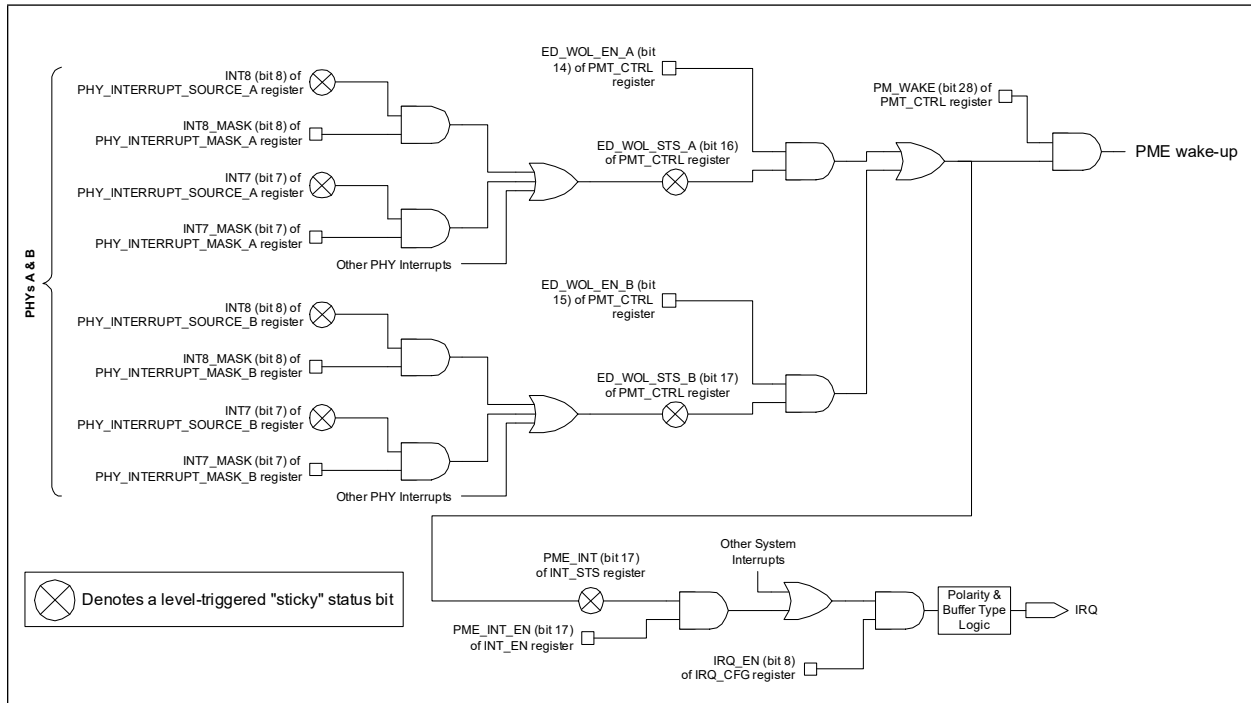 ED_WOL_EN_A (bit
14) of PMT_CTRL
register
INT8 (bit 8) of
PHY_INTERRUPT_SOURCE_A
register
PM_WAKE (bit 28) of
PMT_CTRL register
INT8_MASK (bit 8) of
PHY_INTERRUPT_MASK_A
register
ED_WOL_STS_A (bit 16)
of PMT_CTRL register
PME wake-up
INT7 (bit 7) of
PHY_INTERRUPT_SOURCE_A
register
INT7_MASK (bit 7) of
PHY_INTERRUPT_MASK_A
register
Other PHY Interrupts
PHYs A & B
ED_WOL_EN_B (bit
15) of PMT_CTRL
register
INT8 (bit 8) of
PHY_INTERRUPT_SOURCE_B
register
INT8_MASK (bit 8) of
PHY_INTERRUPT_MASK_B
register
ED_WOL_STS_B (bit 17)
of PMT_CTRL register
INT7 (bit 7) of
PHY_INTERRUPT_SOURCE_B
register
INT7_MASK (bit 7) of
PHY_INTERRUPT_MASK_B
register
Other PHY Interrupts
Other System
Interrupts
PME_INT (bit 17)
of INT_STS register
Denotes a level-triggered "sticky" status bit
Polarity &
Buffer Type
Logic
IRQ
PME_INT_EN (bit 17)
of INT_EN register
IRQ_EN (bit 8)
of IRQ_CFG register